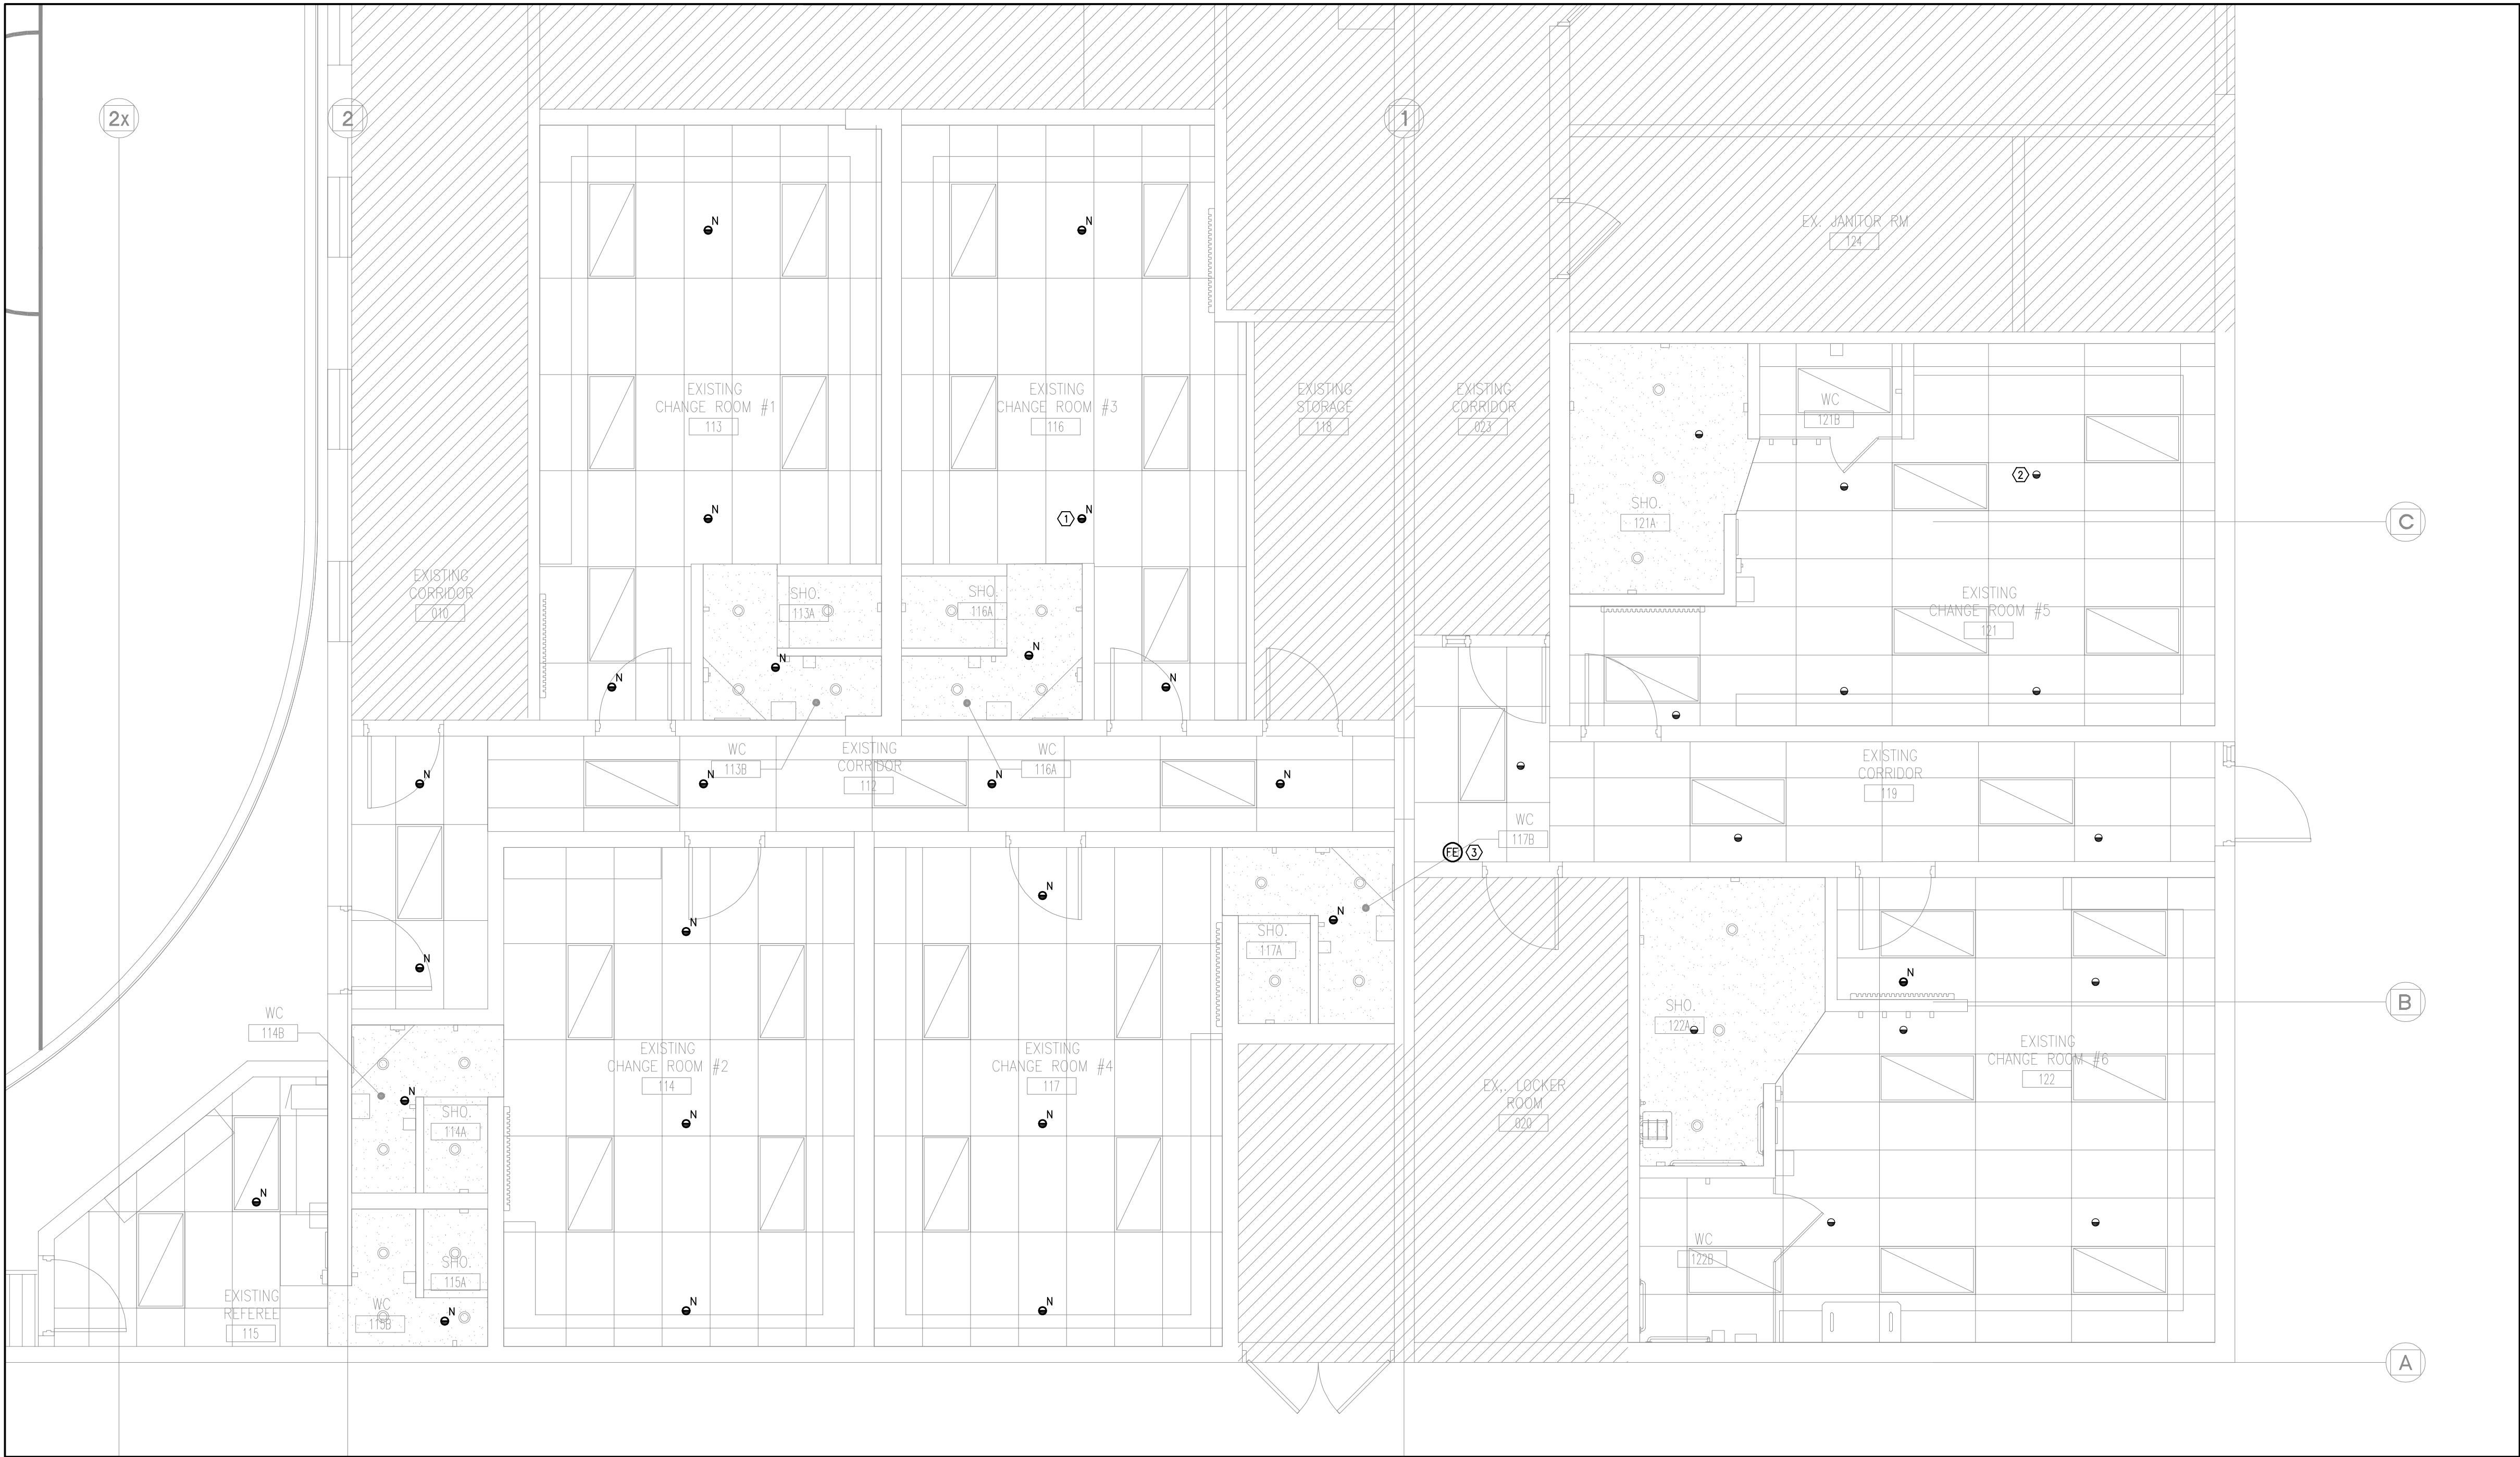 2x
2
1
N
N
EX. JANITOR RM
124
EXISTING
CHANGE ROOM #1
113
EXISTING
CHANGE ROOM #3
116
EXISTING
STORAGE
118
EXISTING
CORRIDOR
023
WC
121B
2
N
1
N
SHO.
121A
C
EXISTING
CORRIDOR
010
SHO.
113A
SHO.
116A
EXISTING
CHANGE ROOM #5
121
N
N
N
N
WC
113B
EXISTING
CORRIDOR
112
WC
116A
EXISTING
CORRIDOR
119
N
N
N
N
WC
117B
FE
3
N
N
N
N
SHO.
117A
N
B
WC
114B
SHO.
122A
EXISTING
CHANGE ROOM #2
114
EXISTING
CHANGE ROOM #4
117
EXISTING
CHANGE ROOM #6
122
EX,. LOCKER
ROOM
020
N
SHO.
114A
N
N
N
WC
122B
SHO.
115A
EXISTING
REFEREE
115
WC
115B
N
N
N
A